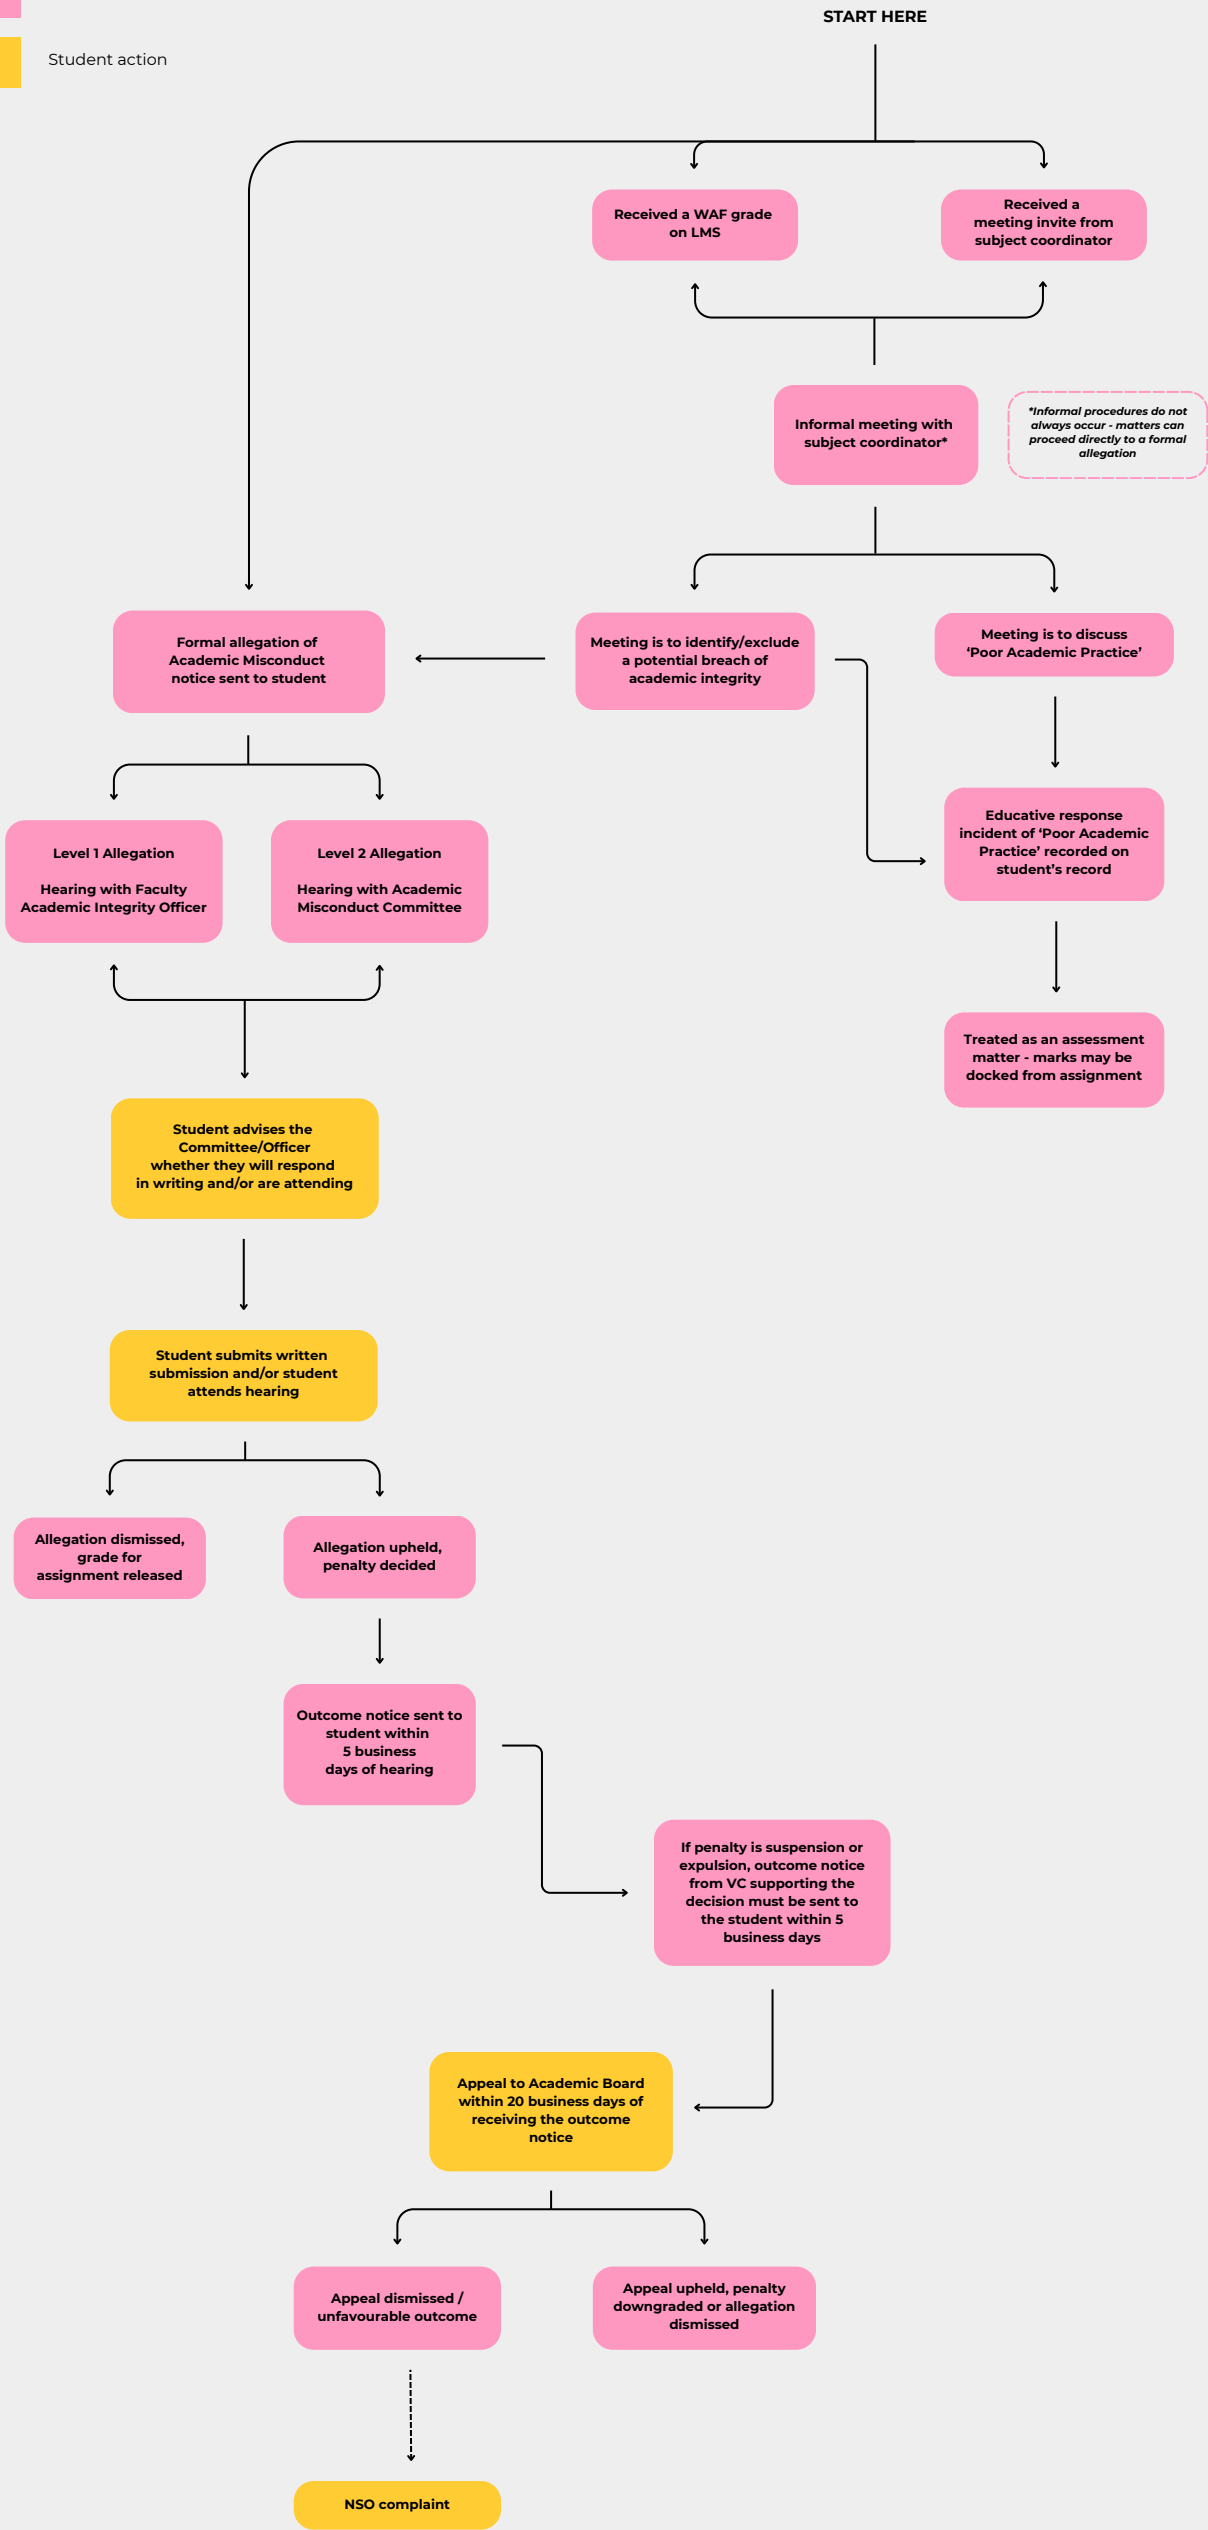 START HERE
Student action
Received a WAF grade
on LMS
Received a
meeting invite from
subject coordinator
Informal meeting with
subject coordinator*
*Informal procedures do not
always occur - matters can
proceed directly to a formal
allegation
Formal allegation of
Academic Misconduct
notice sent to student
Meeting is to identify/exclude
a potential breach of
academic integrity
Meeting is to discuss
‘Poor Academic Practice’
Educative response
incident of ‘Poor Academic
Practice’ recorded on
student’s record
Level 1 Allegation
Hearing with Faculty
Academic Integrity Officer
Level 2 Allegation
Hearing with Academic
Misconduct Committee
Treated as an assessment
matter - marks may be
docked from assignment
Student advises the
Committee/Officer
whether they will respond
in writing and/or are attending
Student submits written
submission and/or student
attends hearing
Allegation dismissed,
grade for
assignment released
Allegation upheld,
penalty decided
Outcome notice sent to
student within
5 business
days of hearing
If penalty is suspension or
expulsion, outcome notice
from VC supporting the
decision must be sent to
the student within 5
business days
Appeal to Academic Board
within 20 business days of
receiving the outcome
notice
Appeal dismissed /
unfavourable outcome
Appeal upheld, penalty
downgraded or allegation
dismissed
NSO complaint